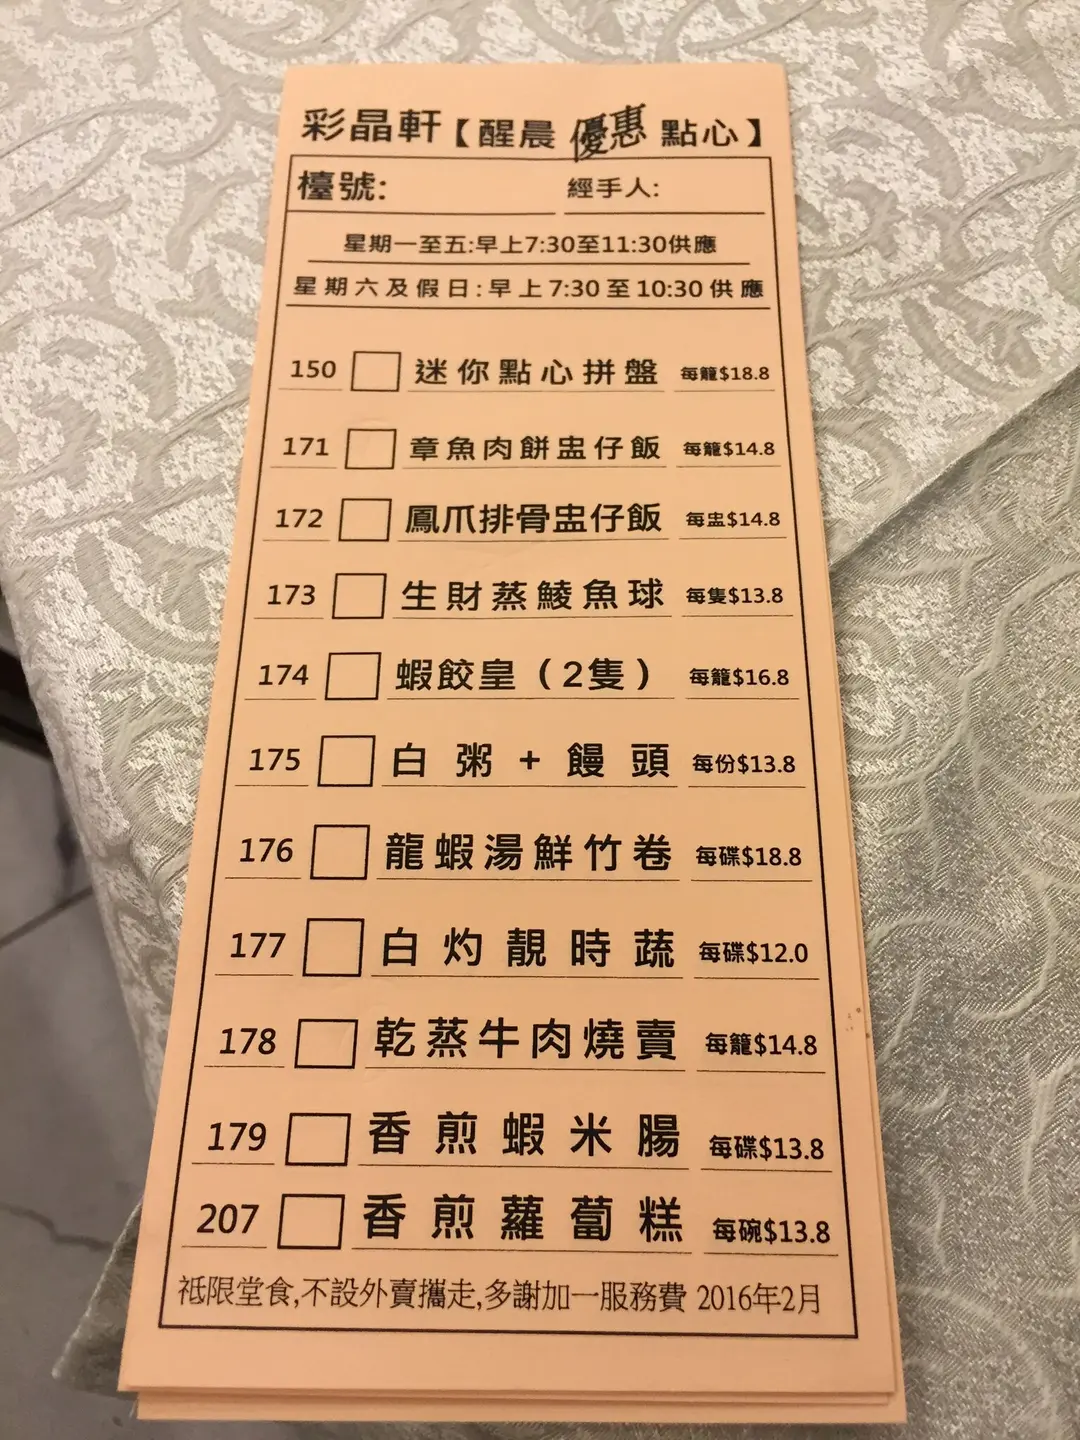 彩晶軒【醒晨優惠點心】
檯號: 經手人:
星期一至五:早上7:30至11:30供應
星期六及假日:早上7:30至10:30供應
150 迷你點心拼盤 每籠$18.8
171 章魚肉餅盅仔飯 每籠$14.8
172 鳳爪排骨盅仔飯 每盅$14.8
173 生財蒸鯪魚球 每隻$13.8
174 蝦餃皇（2隻） 每籠$16.8
175 白粥+饅頭 每份$13.8
176 龍蝦湯鮮竹卷 每碟$18.8
177 白灼靚時蔬 每碟$12.0
178 乾蒸牛肉燒賣 每籠$14.8
179 香煎蝦米腸 每碟$13.8
207 香煎蘿蔔糕 每碗$13.8
祗限堂食,不設外賣攜走,多謝加一服務費 2016年2月